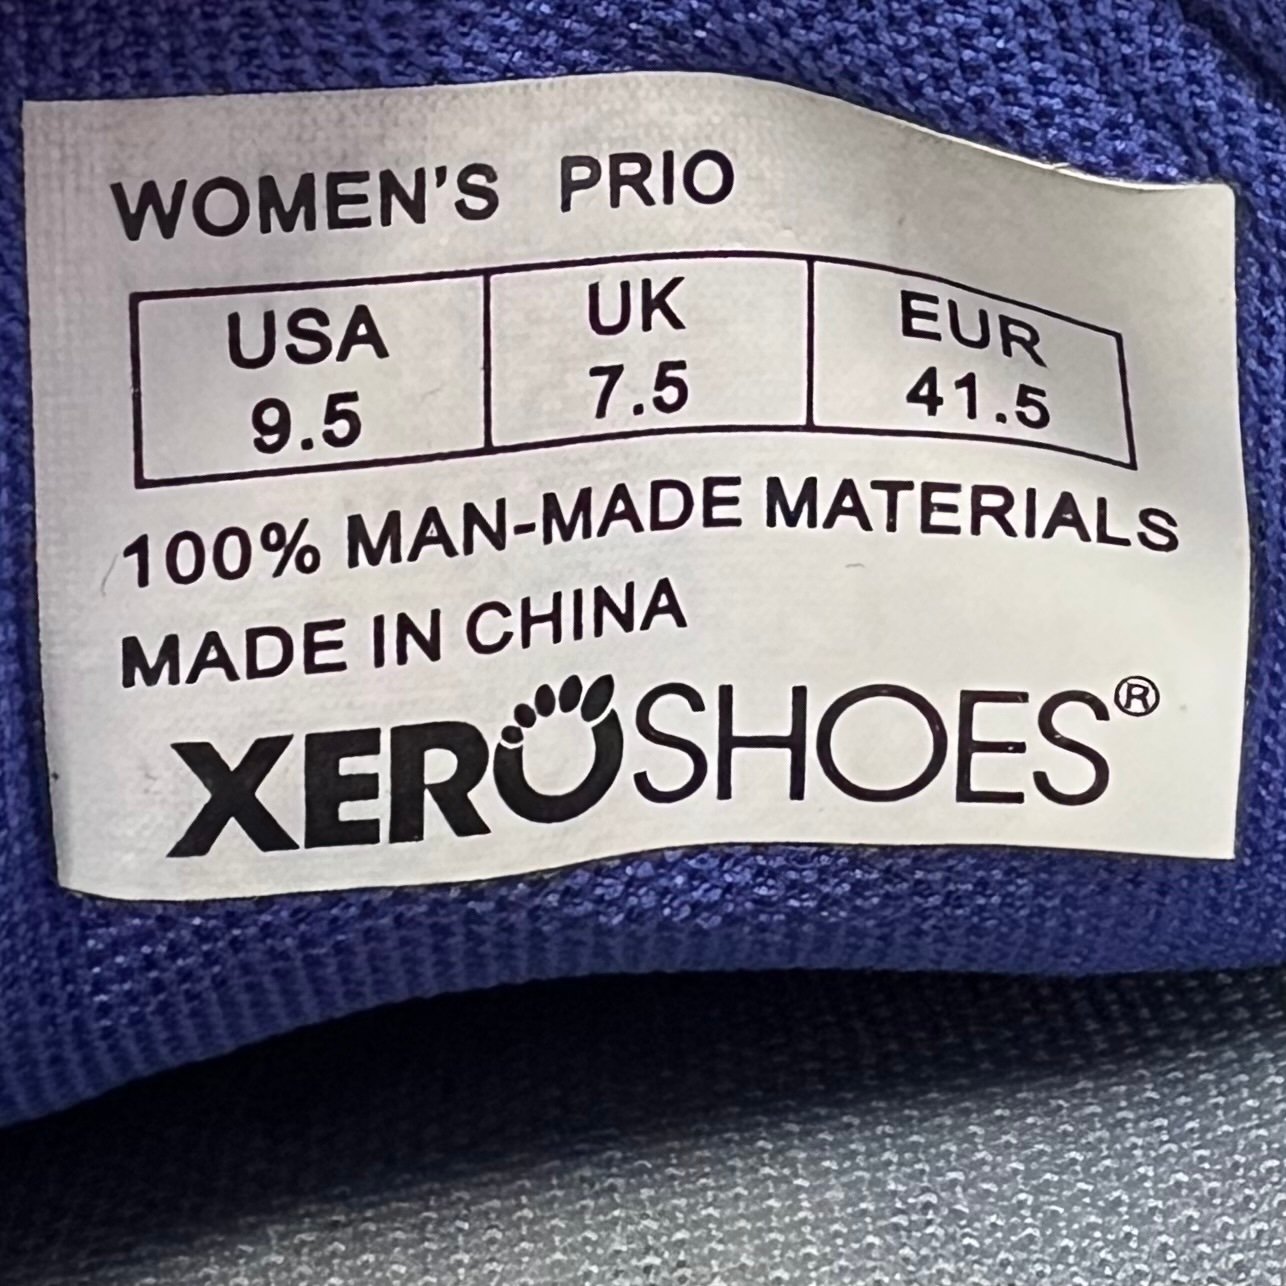 WOMEN'S PRIO
USA UK EUR
9.5 7.5 41.5
100% MAN-MADE MATERIALS
MADE IN CHINA
XEROSHOES®